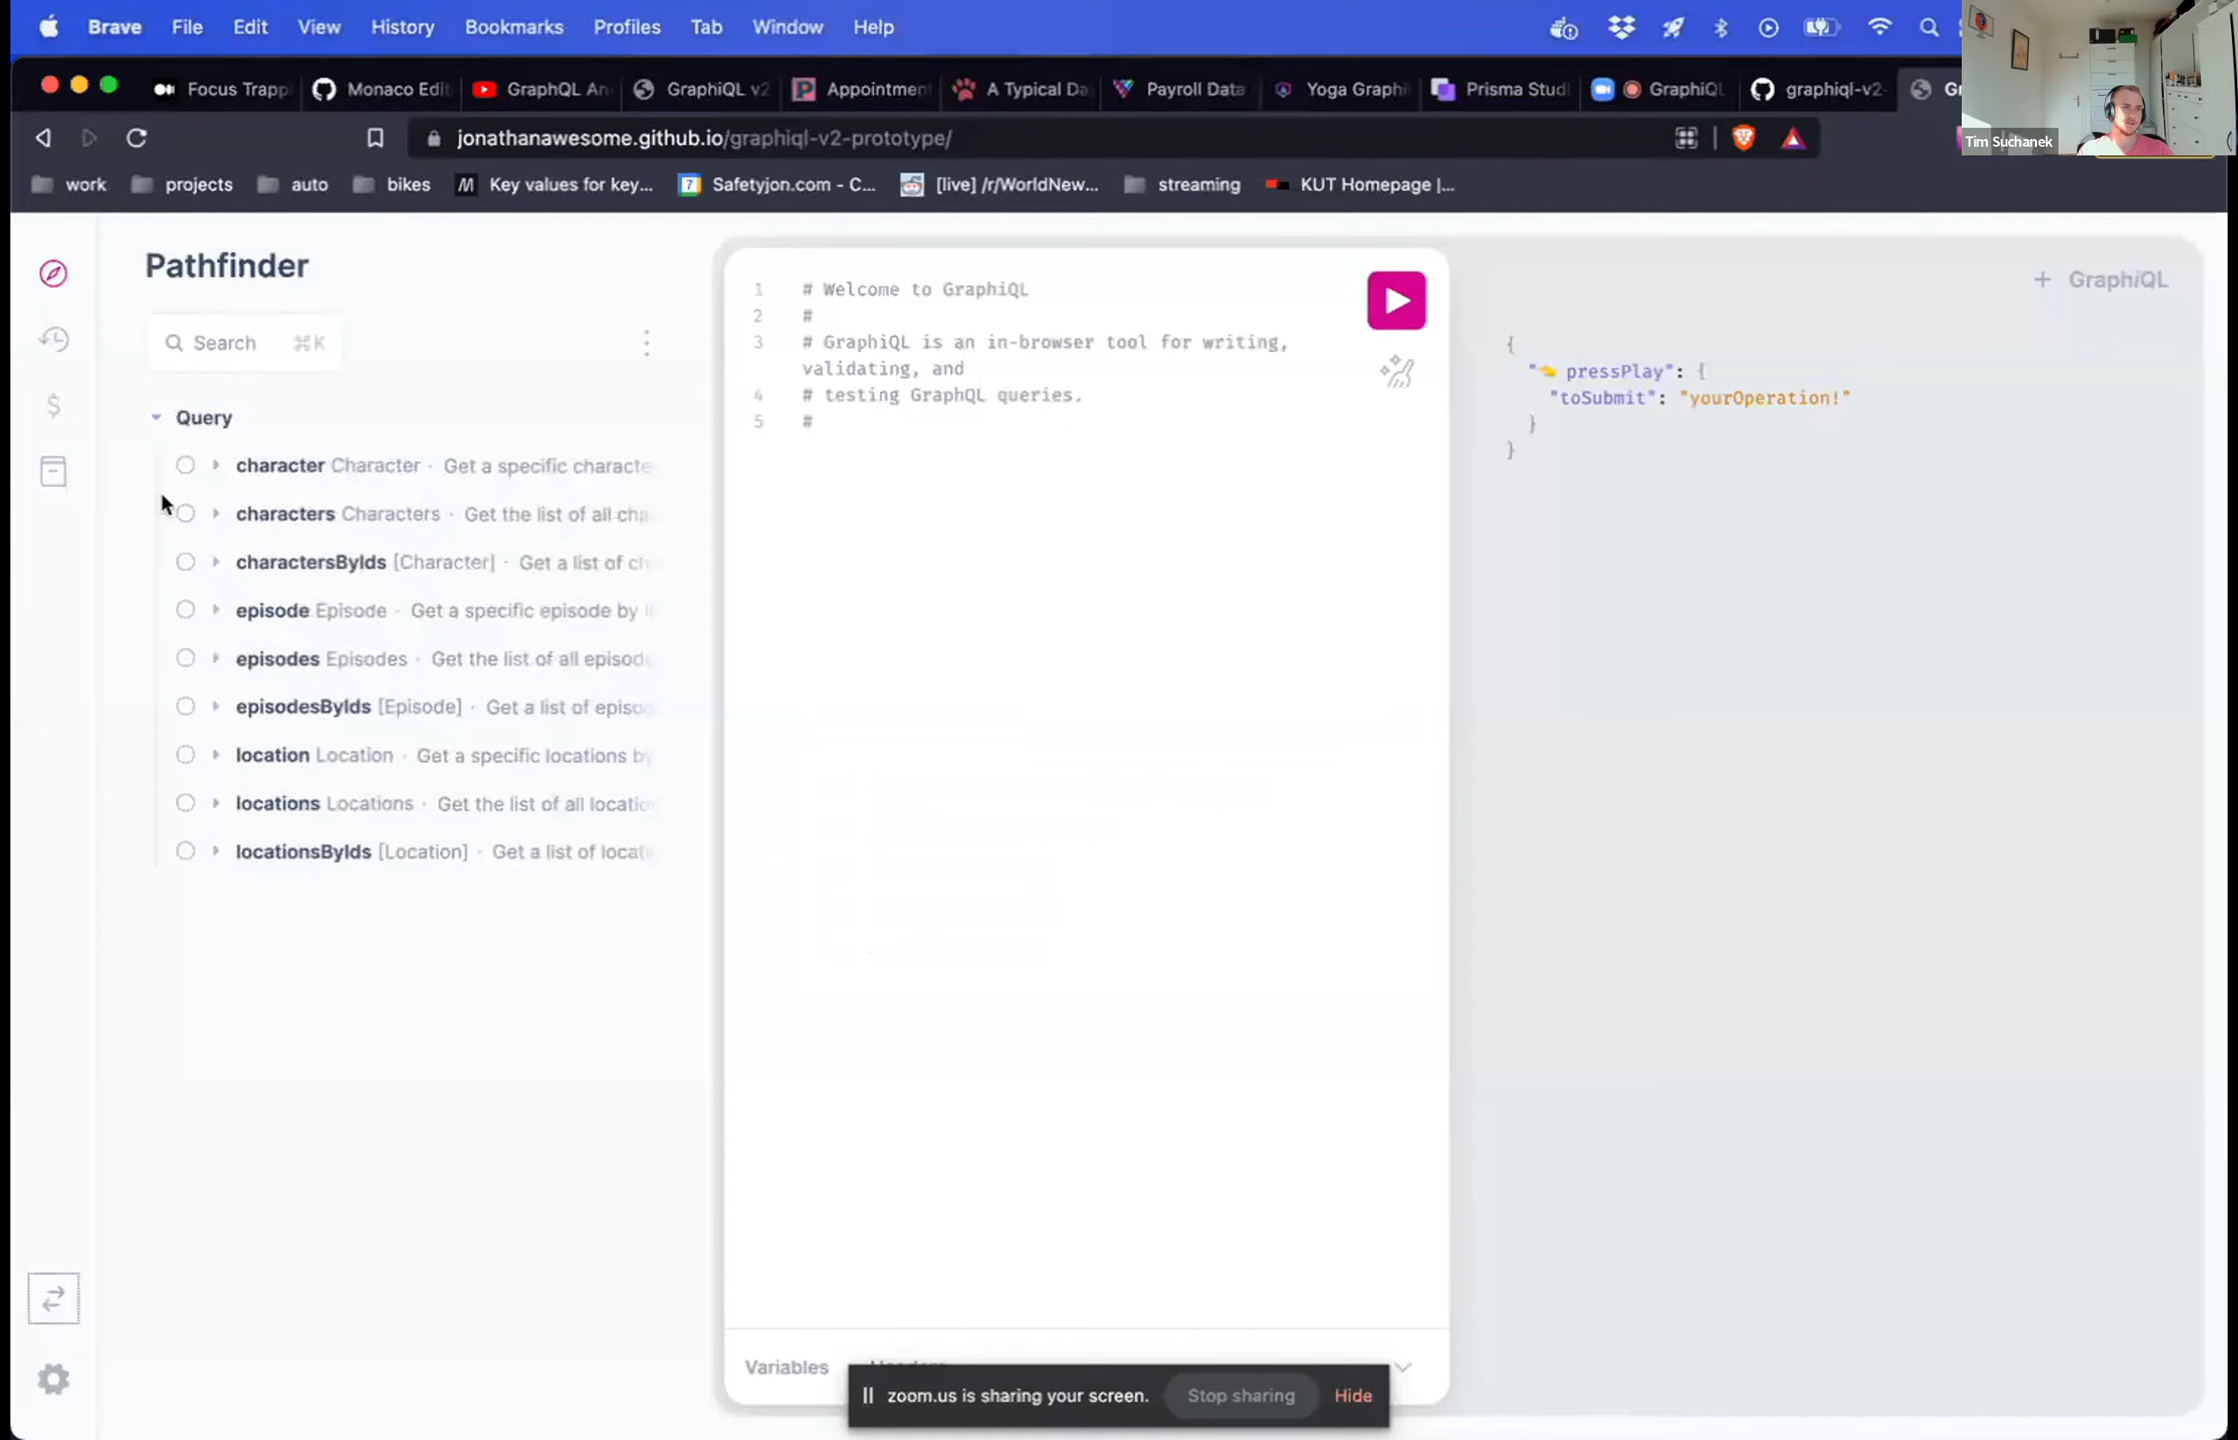 Brave File Edit View History Bookmarks Profiles Tab Window Help
Focus Trapp Monaco Edi GraphQL An GraphiQL v2 Appointmen A Typical Da Payroll Data Yoga Graphi Prisma Studi GraphiQL graphiql-v2- Gr
jonathanawesome.github.io/graphiql-v2-prototype/
Tim Suchanek
work projects auto bikes Key values for key... Safetyjon.com - C... [live] /r/WorldNew... streaming KUT Homepage |...
Pathfinder
Search ⌘K
Query
character Character · Get a specific characte
characters Characters · Get the list of all cha
charactersByIds [Character] · Get a list of ch
episode Episode · Get a specific episode by
episodes Episodes · Get the list of all episod
episodesByIds [Episode] · Get a list of episo
location Location · Get a specific locations by
locations Locations · Get the list of all locatio
locationsByIds [Location] · Get a list of locati
1 # Welcome to GraphiQL
2 #
3 # GraphiQL is an in-browser tool for writing,
validating, and
4 # testing GraphQL queries.
5 #
+ GraphiQL
{
"👈 pressPlay": {
"toSubmit": "yourOperation!"
}
}
Variables
zoom.us is sharing your screen. Stop sharing Hide